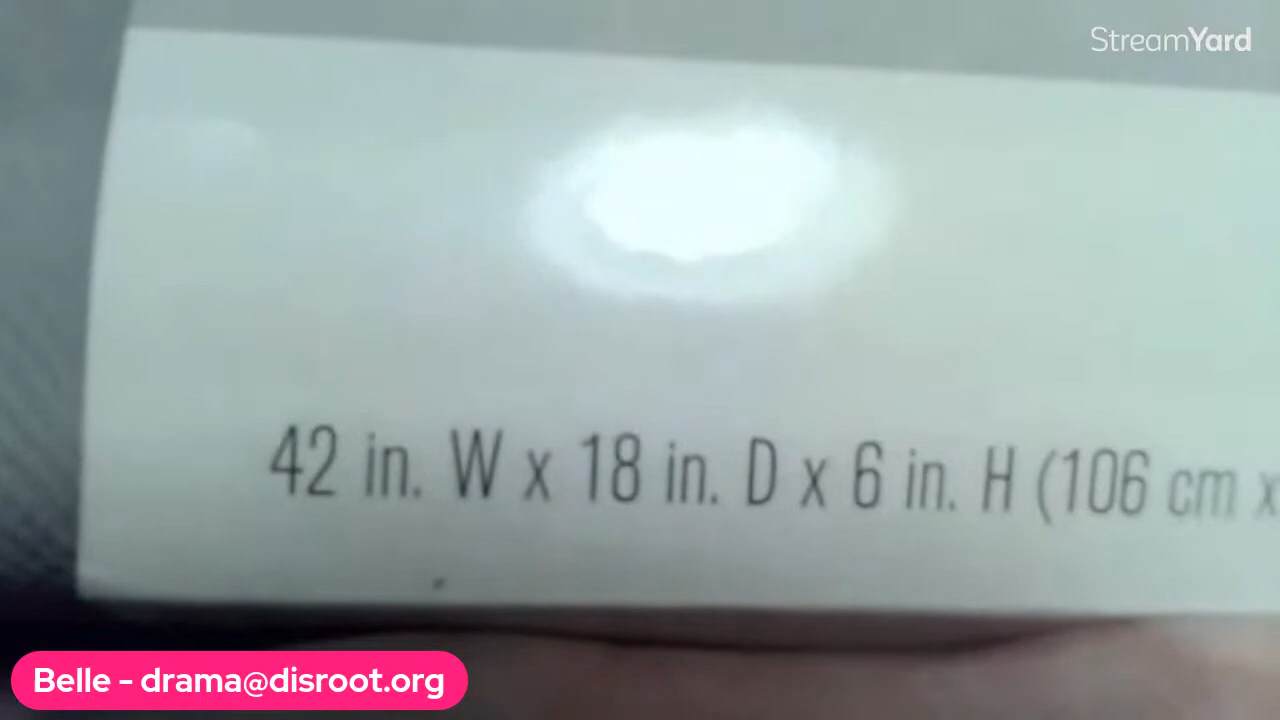 StreamYard
42 in. W x 18 in. D x 6 in. H (106 cm x
Belle - drama@disroot.org